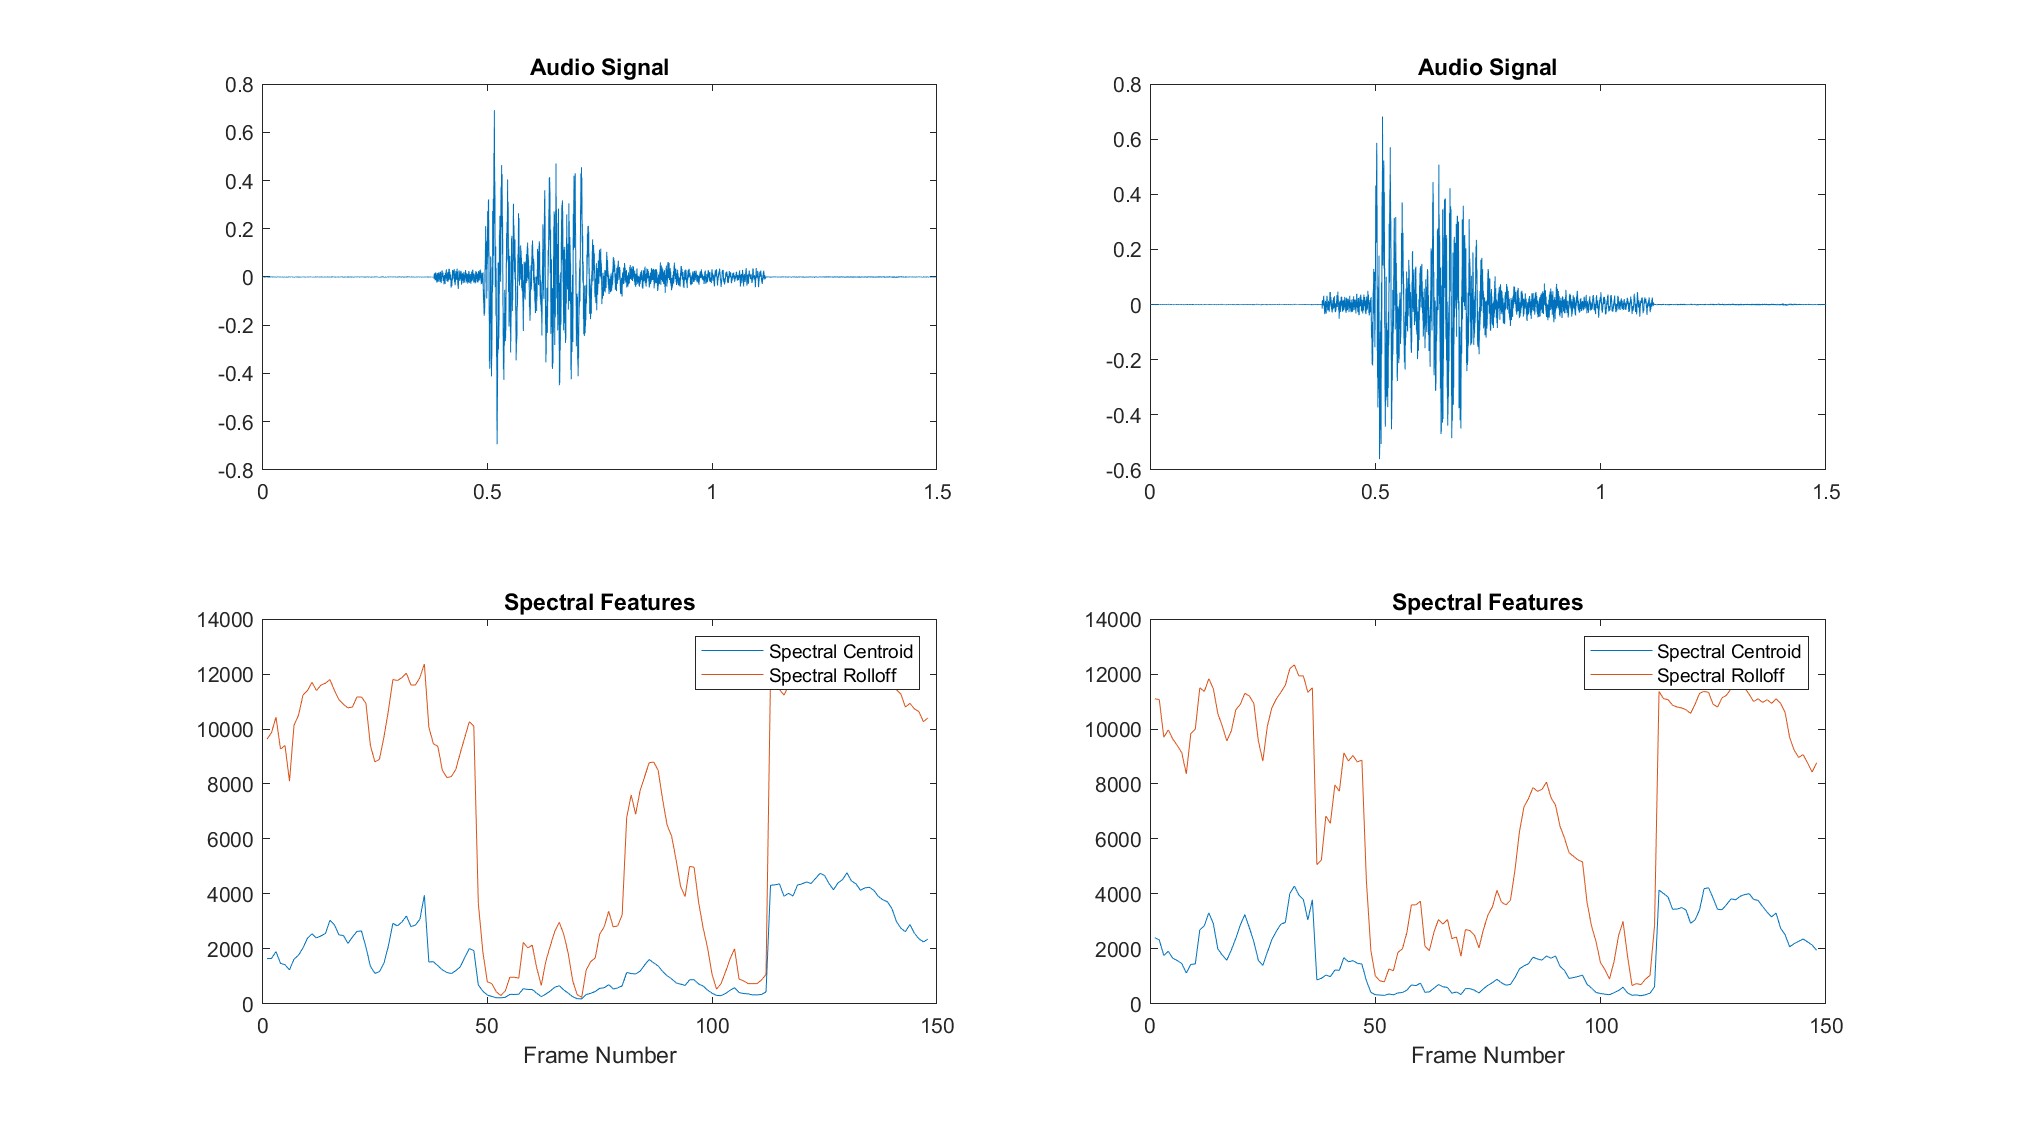 Audio Signal
0.8
0.6
0.4
0.2
0
-0.2
-0.4
-0.6
-0.8
0 0.5 1 1.5
Audio Signal
0.8
0.6
0.4
0.2
0
-0.2
-0.4
-0.6
0 0.5 1 1.5
Spectral Features
14000
12000
10000
8000
6000
4000
2000
0
Spectral Centroid
Spectral Rolloff
0 50 100 150
Frame Number
Spectral Features
14000
12000
10000
8000
6000
4000
2000
0
Spectral Centroid
Spectral Rolloff
0 50 100 150
Frame Number